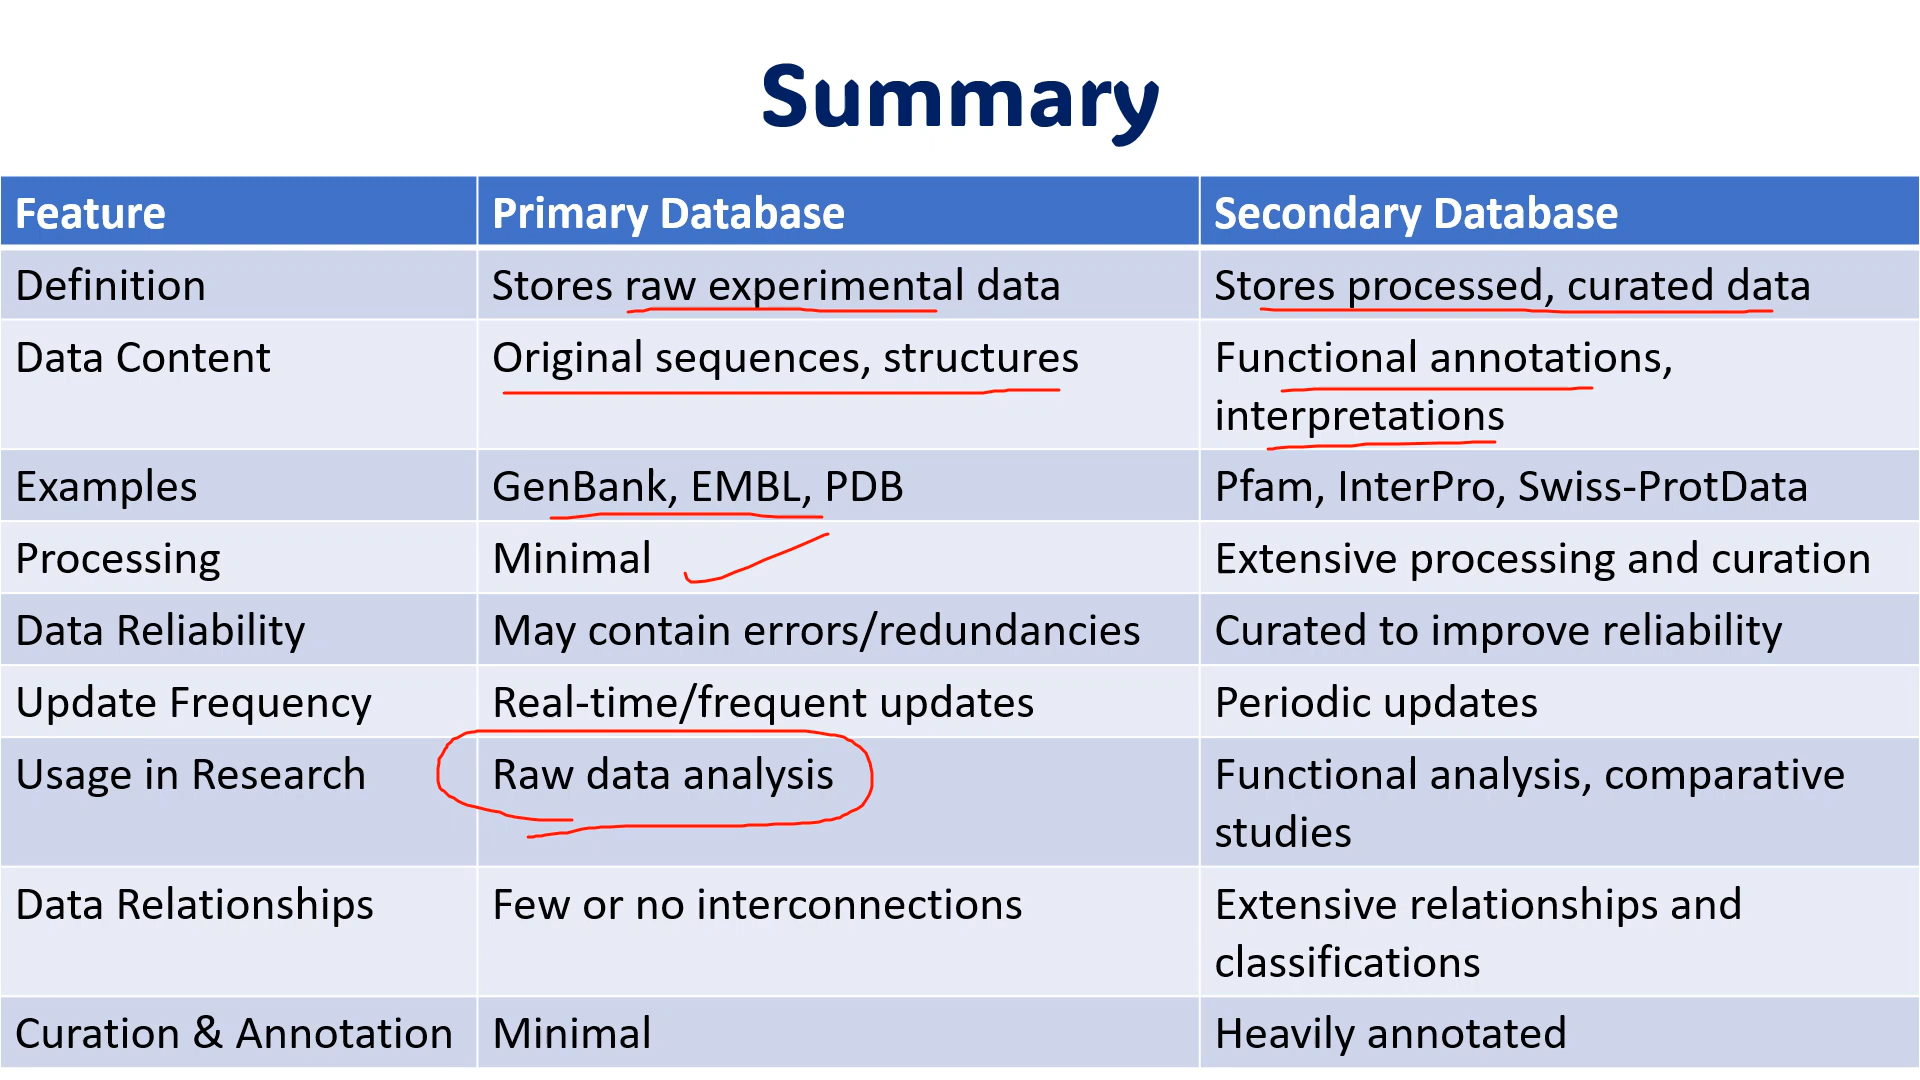 Summary
Feature Primary Database Secondary Database
Definition Stores raw experimental data Stores processed, curated data
Data Content Original sequences, structures Functional annotations,
interpretations
Examples GenBank, EMBL, PDB Pfam, InterPro, Swiss-ProtData
Processing Minimal Extensive processing and curation
Data Reliability May contain errors/redundancies Curated to improve reliability
Update Frequency Real-time/frequent updates Periodic updates
Usage in Research Raw data analysis Functional analysis, comparative
studies
Data Relationships Few or no interconnections Extensive relationships and
classifications
Curation & Annotation Minimal Heavily annotated